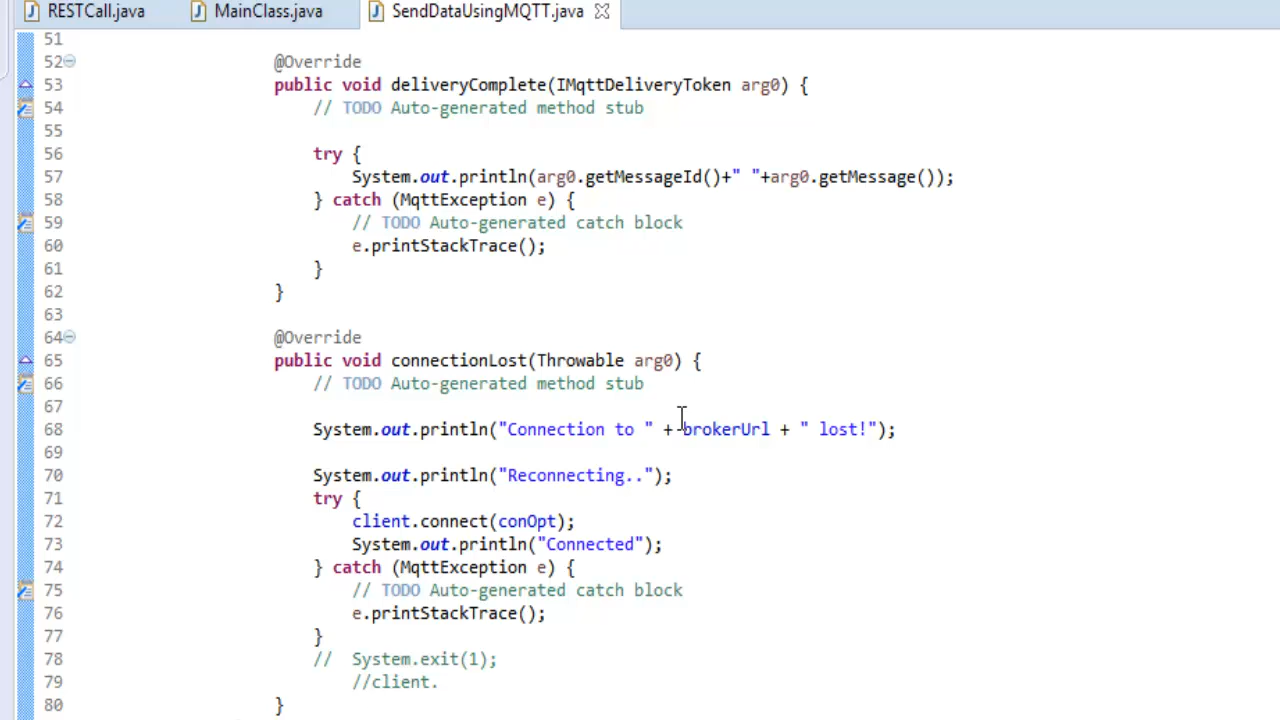 RESTCall.java MainClass.java SendDataUsingMQTT.java
51
52 @Override
53 public void deliveryComplete(IMqttDeliveryToken arg0) {
54 // TODO Auto-generated method stub
55
56 try {
57 System.out.println(arg0.getMessageId()+" "+arg0.getMessage());
58 } catch (MqttException e) {
59 // TODO Auto-generated catch block
60 e.printStackTrace();
61 }
62 }
63
64 @Override
65 public void connectionLost(Throwable arg0) {
66 // TODO Auto-generated method stub
67
68 System.out.println("Connection to " + brokerUrl + " lost!");
69
70 System.out.println("Reconnecting..");
71 try {
72 client.connect(conOpt);
73 System.out.println("Connected");
74 } catch (MqttException e) {
75 // TODO Auto-generated catch block
76 e.printStackTrace();
77 }
78 // System.exit(1);
79 //client.
80 }